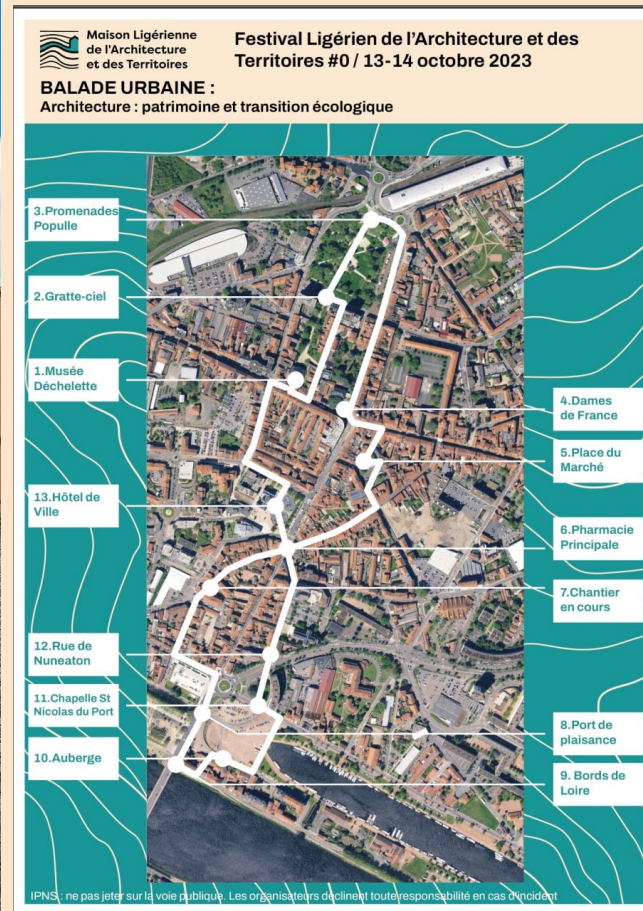 Maison Ligérienne
de l'Architecture
et des Territoires
Festival Ligérien de l'Architecture et des
Territoires #0 / 13-14 octobre 2023
BALADE URBAINE :
Architecture : patrimoine et transition écologique
3.Promenades
Populle
2.Gratte-ciel
1.Musée
Déchelette
13.Hôtel de
Ville
12.Rue de
Nuneaton
11.Chapelle St
Nicolas du Port
10.Auberge
4.Dames
de France
5.Place du
Marché
6.Pharmacie
Principale
7.Chantier
en cours
8.Port de
plaisance
9. Bords de
Loire
IPNS : ne pas jeter sur la voie publique. Les organisateurs déclinent toute responsabilité en cas d'incident